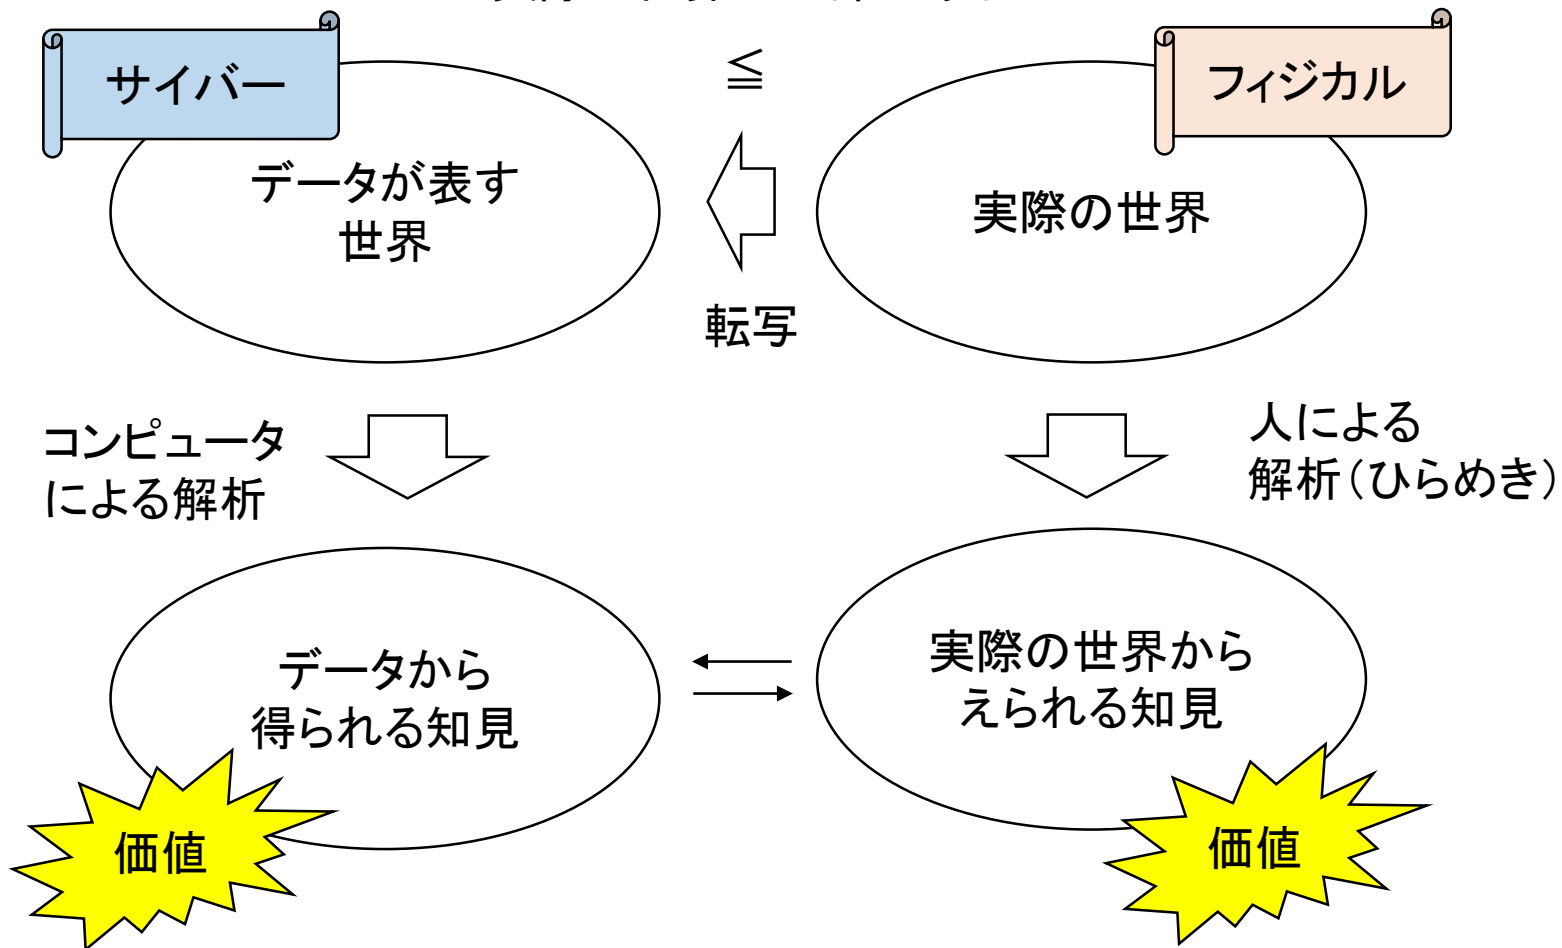 サイバー
≦
フィジカル
データが表す
世界
実際の世界
転写
コンピュータ
による解析
人による
解析(ひらめき)
データから
得られる知見
実際の世界から
えられる知見
価値
価値